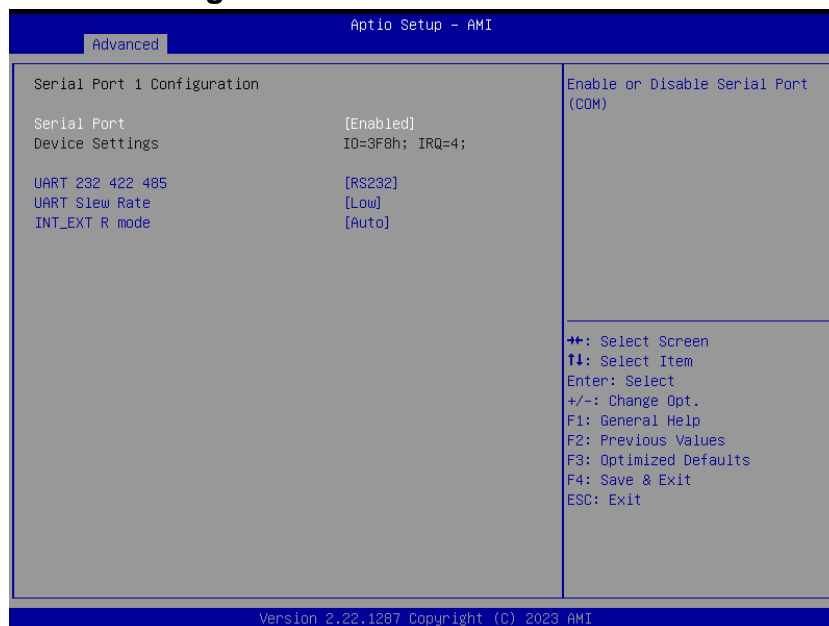 Aptio Setup – AMI
Advanced
Serial Port 1 Configuration
Serial Port [Enabled]
Device Settings IO=3F8h; IRQ=4;
UART 232 422 485 [RS232]
UART Slew Rate [Low]
INT_EXT R mode [Auto]
Enable or Disable Serial Port
(COM)
→←: Select Screen
↑↓: Select Item
Enter: Select
+/-: Change Opt.
F1: General Help
F2: Previous Values
F3: Optimized Defaults
F4: Save & Exit
ESC: Exit
Version 2.22.1287 Copyright (C) 2023 AMI